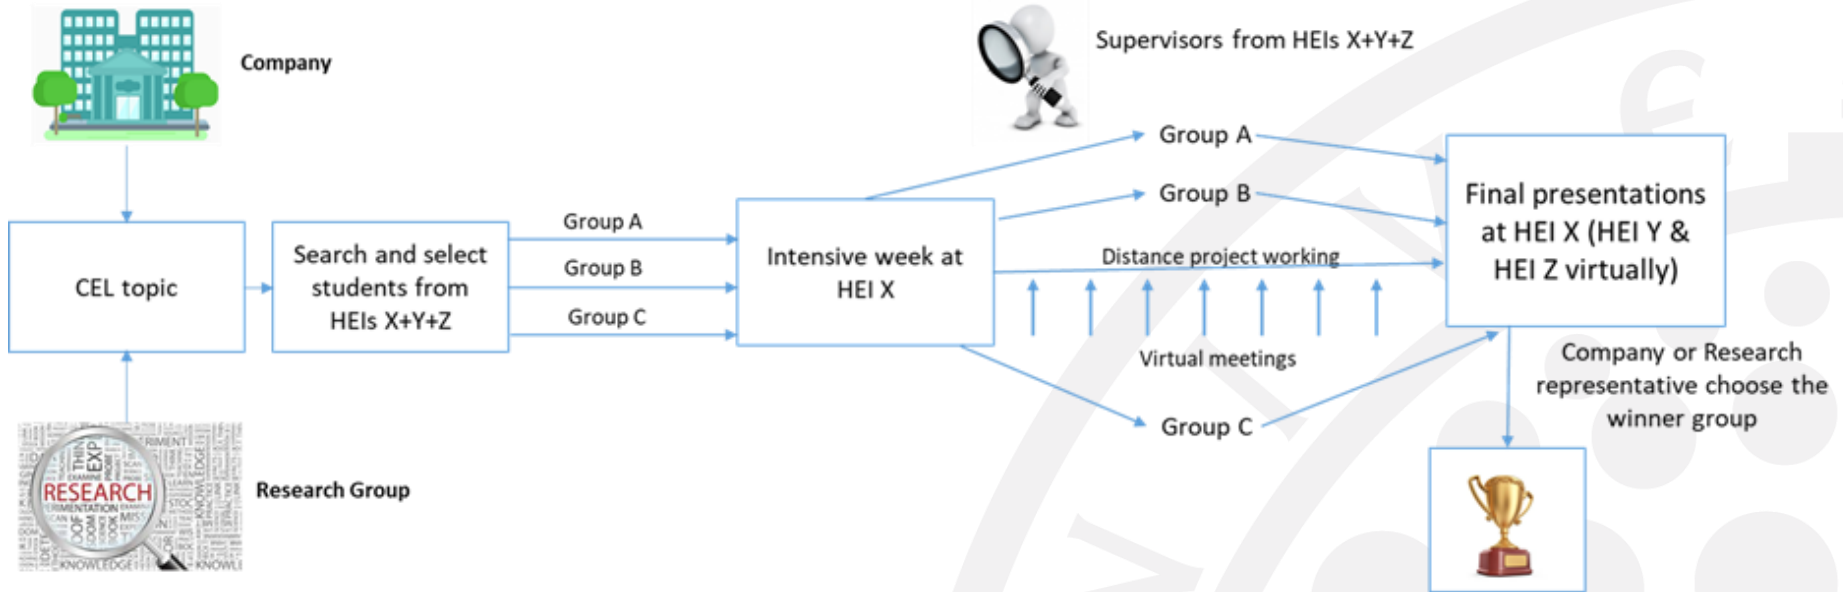 Company
Supervisors from HEIs X+Y+Z
CEL topic
Search and select
students from
HEIs X+Y+Z
Group A
Group B
Group C
Intensive week at
HEI X
Group A
Group B
Distance project working
Virtual meetings
Group C
Final presentations
at HEI X (HEI Y &
HEI Z virtually)
Company or Research
representative choose the
winner group
RESEARCH
Research Group